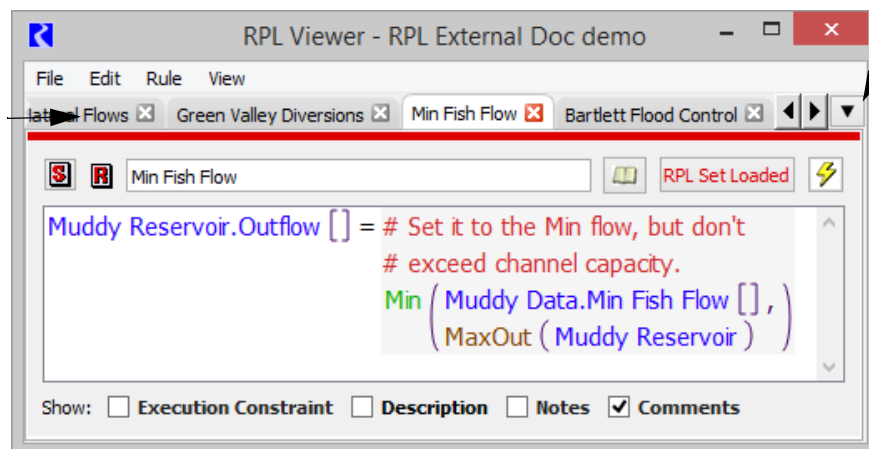 RPL Viewer - RPL External Doc demo
File Edit Rule View
Flows Green Valley Diversions Min Fish Flow Bartlett Flood Control
S R Min Fish Flow RPL Set Loaded
Muddy Reservoir.Outflow [] = # Set it to the Min flow, but don't
# exceed channel capacity.
Min ( Muddy Data.Min Fish Flow [] ,
MaxOut ( Muddy Reservoir ) )
Show: Execution Constraint Description Notes Comments